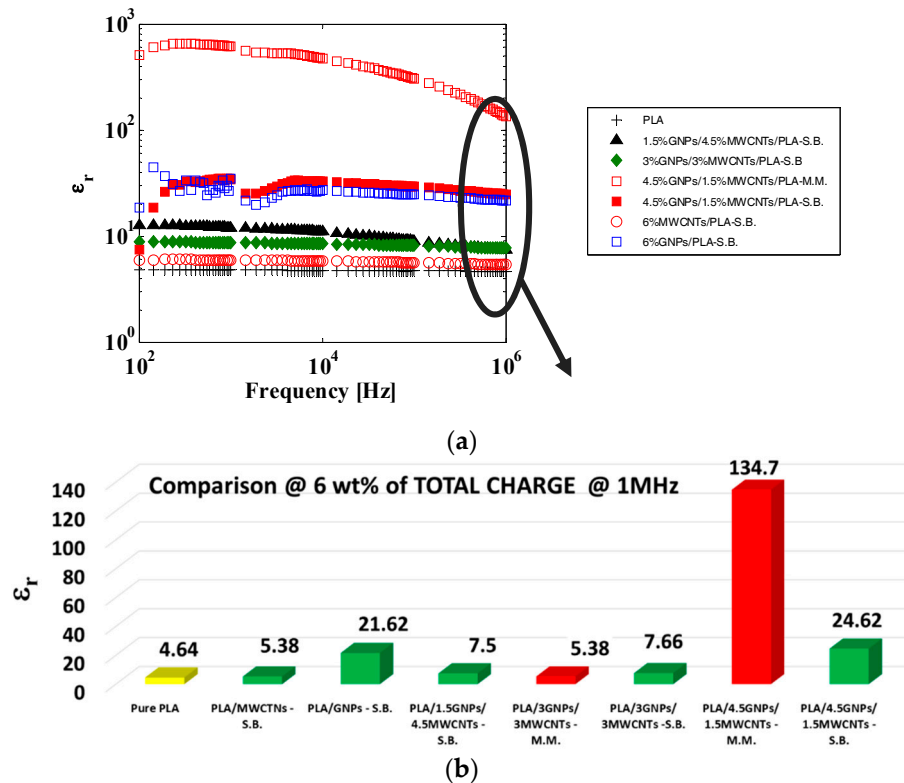 10³
10²
10¹
10⁰
εr
10²
10⁴
10⁶
Frequency [Hz]
PLA
1.5%GNPs/4.5%MWCNTs/PLA-S.B.
3%GNPs/3%MWCNTs/PLA-S.B
4.5%GNPs/1.5%MWCNTs/PLA-M.M.
4.5%GNPs/1.5%MWCNTs/PLA-S.B.
6%MWCNTs/PLA-S.B.
6%GNPs/PLA-S.B.
(a)
Comparison @ 6 wt% of TOTAL CHARGE @ 1MHz
εr
140
120
100
80
60
40
20
0
4.64
5.38
21.62
7.5
5.38
7.66
134.7
24.62
Pure PLA
PLA/MWCTNs -
S.B.
PLA/GNPs - S.B.
PLA/1.5GNPs/
4.5MWCNTs -
S.B.
PLA/3GNPs/
3MWCNTs -
M.M.
PLA/3GNPs/
3MWCNTs -S.B.
PLA/4.5GNPs/
1.5MWCNTs -
M.M.
PLA/4.5GNPs/
1.5MWCNTs -
S.B.
(b)